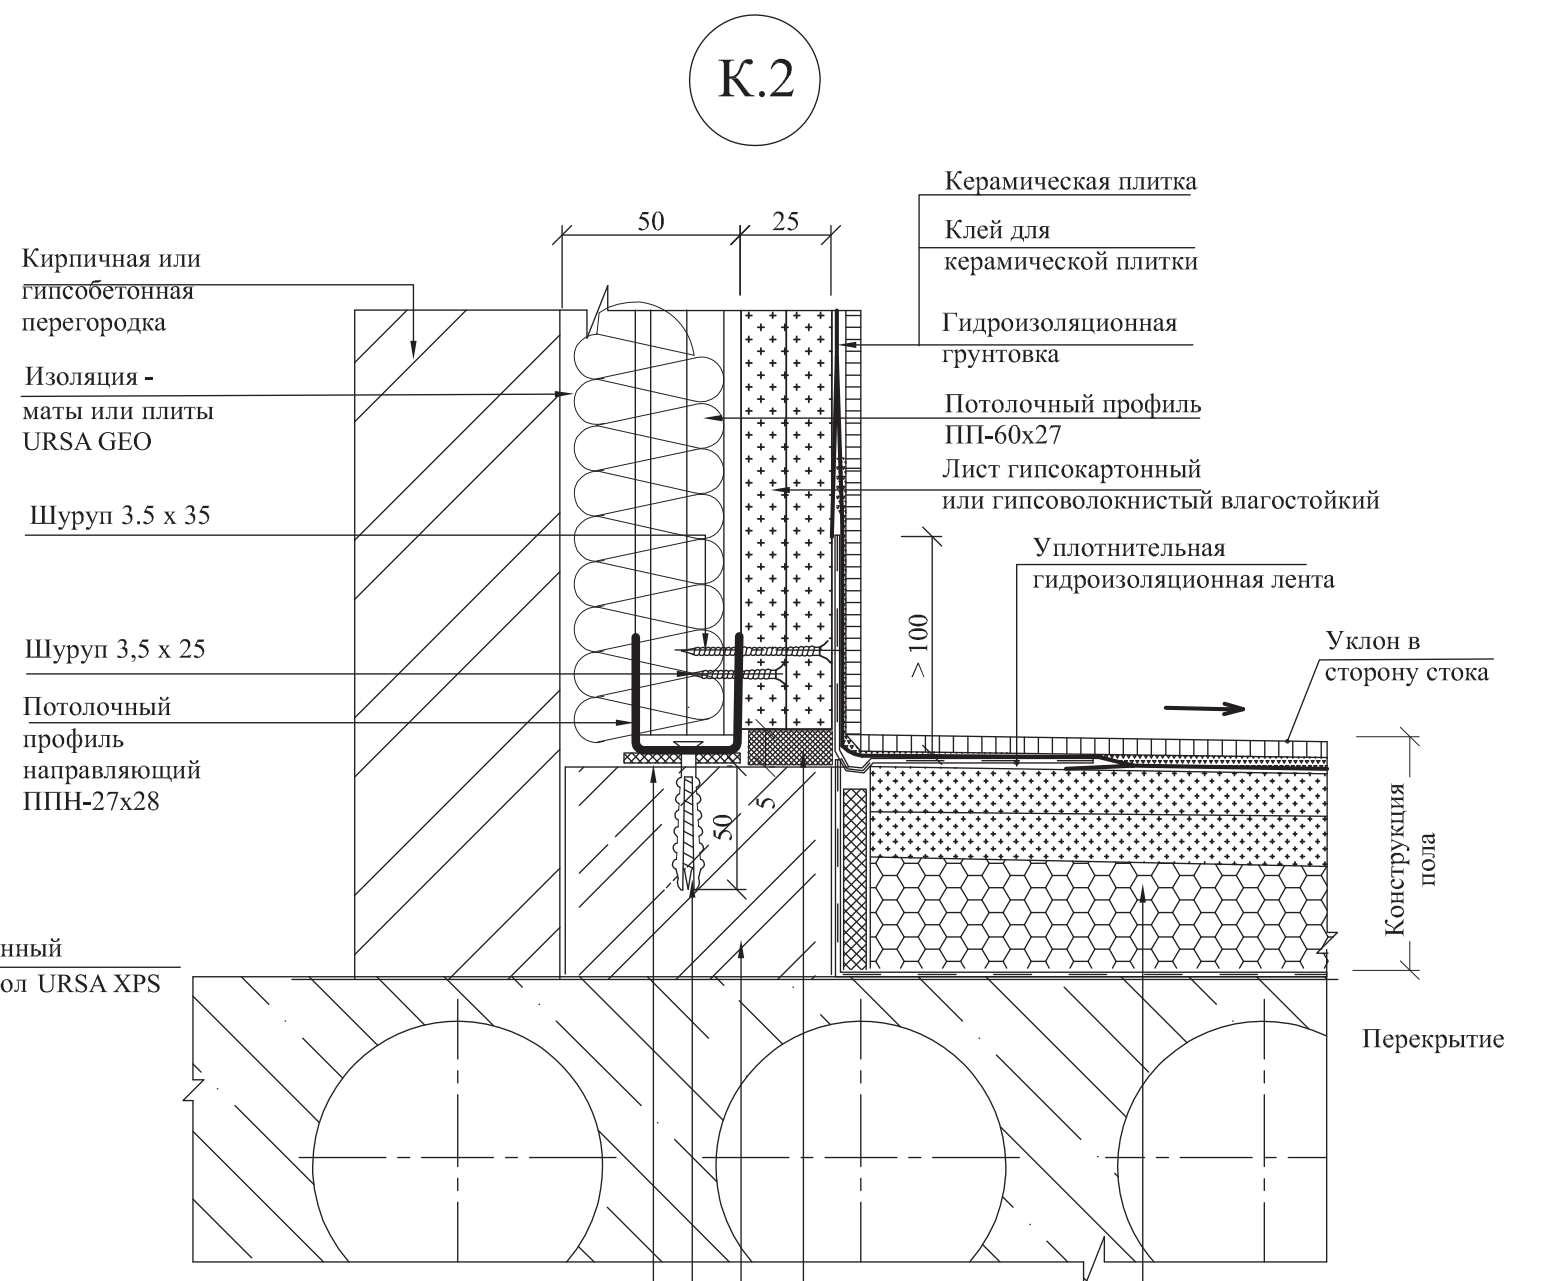 К.2
Керамическая плитка
50
25
Клей для
керамической плитки
Кирпичная или
гипсобетонная
перегородка
Гидроизоляционная
грунтовка
Изоляция -
маты или плиты
URSA GEO
Потолочный профиль
ПП-60х27
Лист гипсокартонный
или гипсоволокнистый влагостойкий
Шуруп 3.5 х 35
Уплотнительная
гидроизоляционная лента
> 100
Шуруп 3,5 х 25
Уклон в
сторону стока
Потолочный
профиль
направляющий
ППН-27х28
5
50
Конструкция
пола
нный
ол URSA XPS
Перекрытие